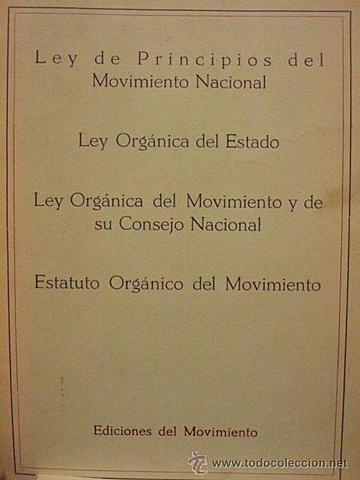 Ley de Principios del
Movimiento Nacional
Ley Orgánica del Estado
Ley Orgánica del Movimiento y de
su Consejo Nacional
Estatuto Orgánico del Movimiento
Ediciones del Movimiento
© www.todocoleccion.net